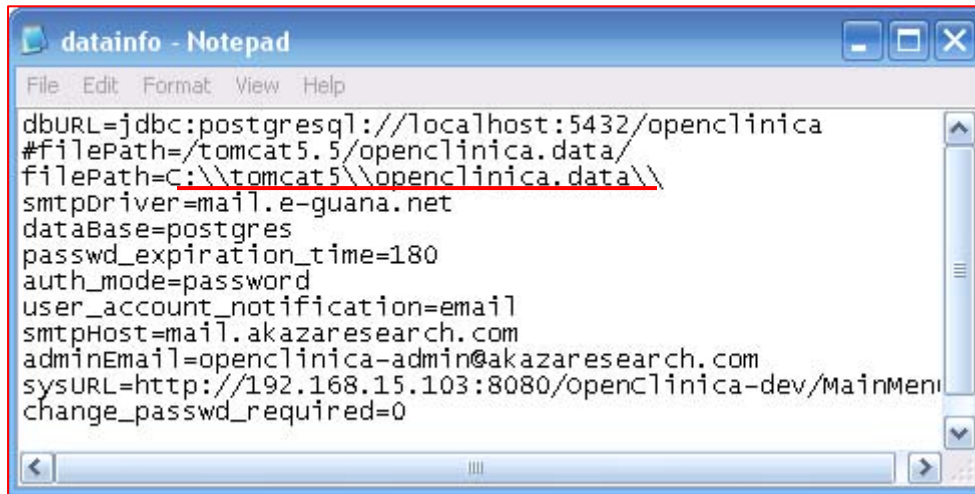 datainfo - Notepad
File Edit Format View Help
dbURL=jdbc:postgresql://localhost:5432/openclinica
#filePath=/tomcat5.5/openclinica.data/
filePath=C:\\tomcat5\\openclinica.data\\
smtpDriver=mail.e-guana.net
dataBase=postgres
passwd_expiration_time=180
auth_mode=password
user_account_notification=email
smtpHost=mail.akazaresearch.com
adminEmail=openclinica-admin@akazaresearch.com
sysURL=http://192.168.15.103:8080/OpenClinica-dev/MainMenu
change_passwd_required=0